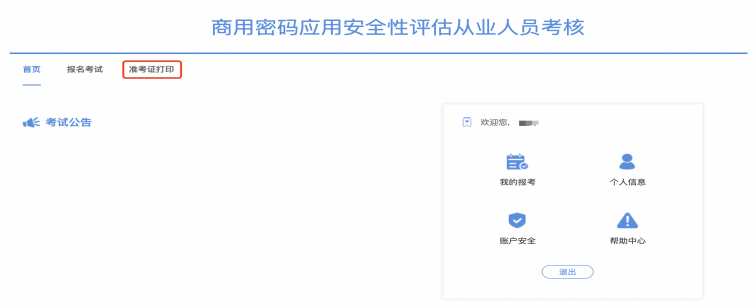 商用密码应用安全性评估从业人员考核
首页 报名考试 准考证打印
考试公告
欢迎您,
我的报考 个人信息
账户安全 帮助中心
退出